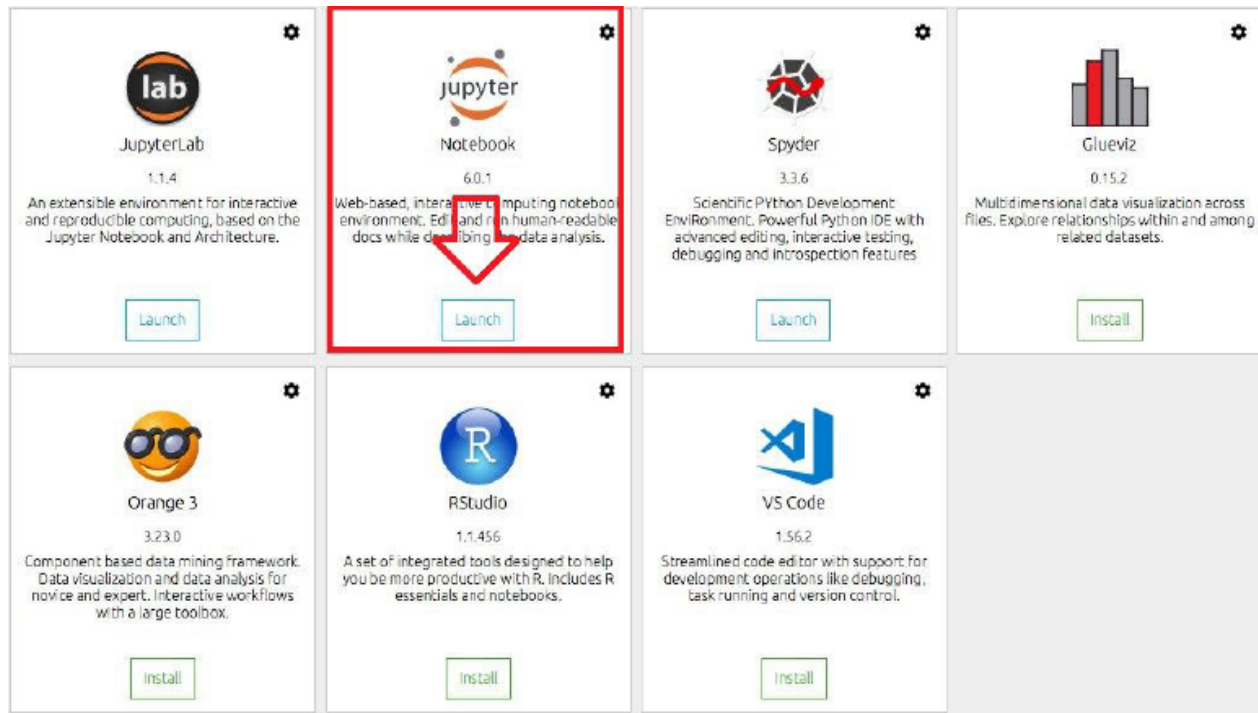 lab
JupyterLab
1.1.4
An extensible environment for interactive
and reproducible computing, based on the
Jupyter Notebook and Architecture.
Launch
jupyter
Notebook
6.0.1
Web-based, interactive computing notebook
environment. Edit and run human-readable
docs while describing the data analysis.
Launch
Spyder
3.3.6
Scientific PYthon Development
EnviRonment. Powerful Python IDE with
advanced editing, interactive testing,
debugging and introspection features
Launch
Glueviz
0.15.2
Multidimensional data visualization across
files. Explore relationships within and among
related datasets.
Install
Orange 3
3.23.0
Component based data mining framework.
Data visualization and data analysis for
novice and expert. Interactive workflows
with a large toolbox.
Install
R
RStudio
1.1.456
A set of integrated tools designed to help
you be more productive with R. Includes R
essentials and notebooks.
Install
VS Code
1.56.2
Streamlined code editor with support for
development operations like debugging,
task running and version control.
Install